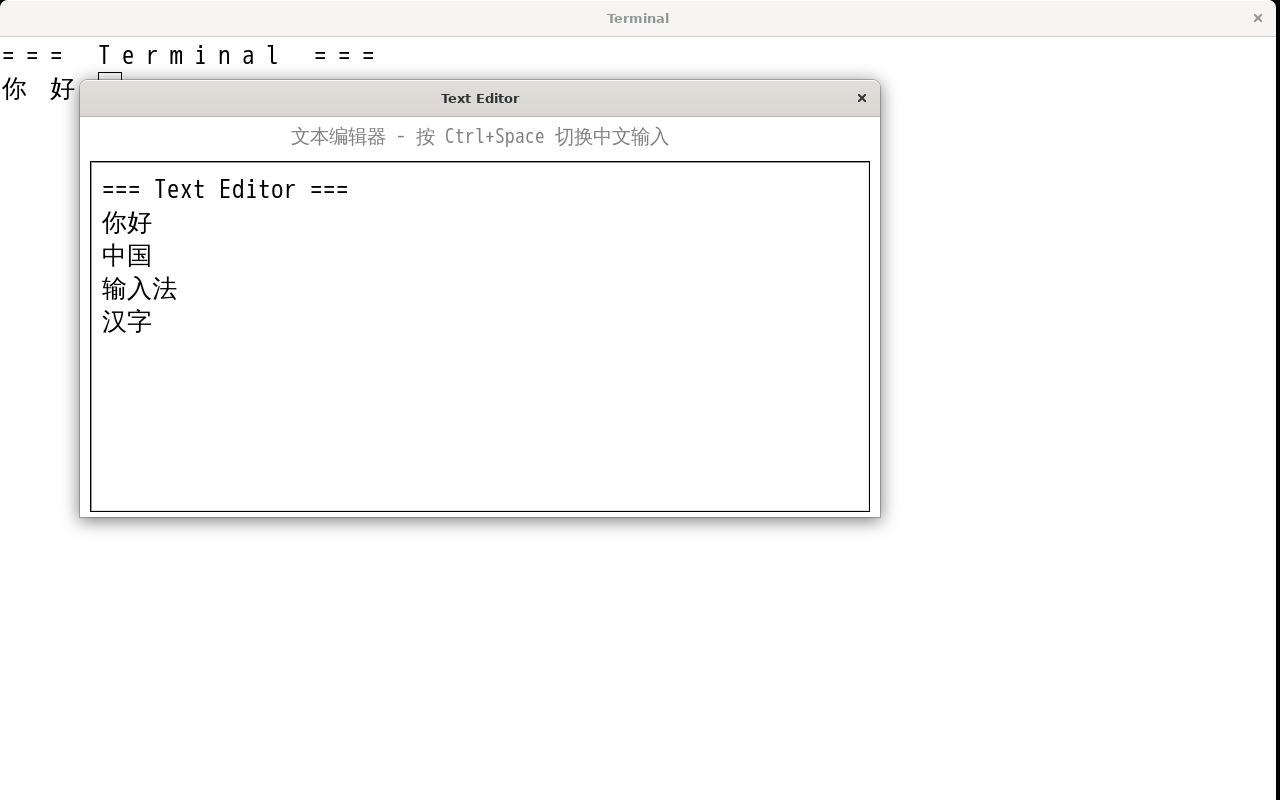 Terminal
=== Terminal ===
你好
Text Editor
文本编辑器 - 按 Ctrl+Space 切换中文输入
=== Text Editor ===
你好
中国
输入法
汉字